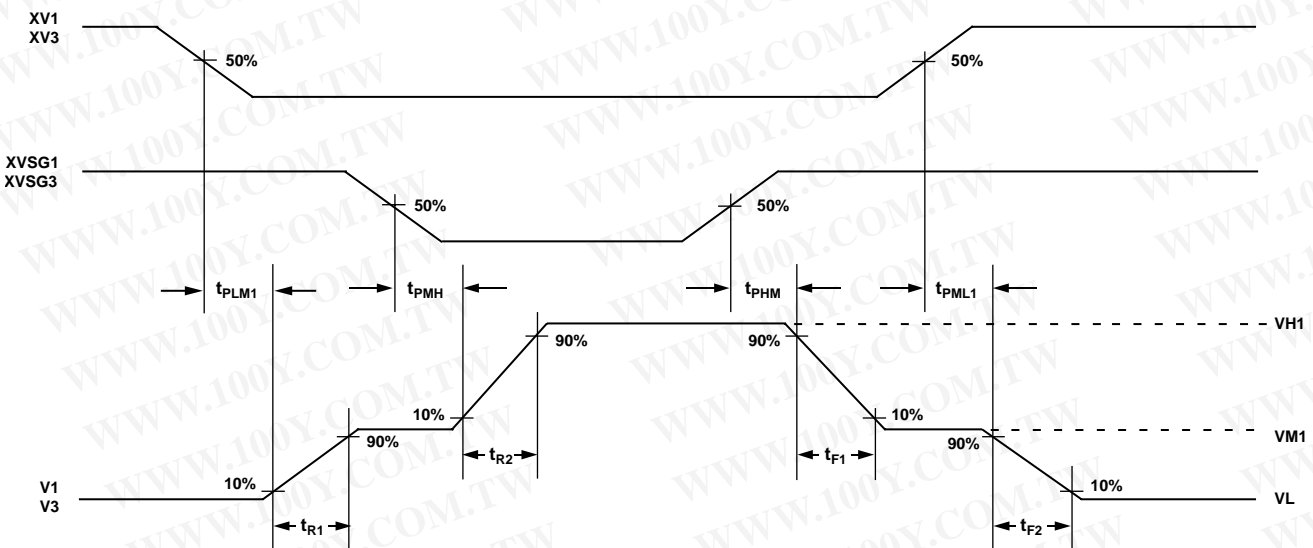 XV1
XV3
50%
50%
XVSG1
XVSG3
50%
50%
tPLM1
tPMH
tPHM
tPML1
VH1
90%
90%
10%
10%
90%
90%
VM1
tR2
tF1
V1
V3
10%
10%
VL
tR1
tF2
WWW.100Y.COM.TW